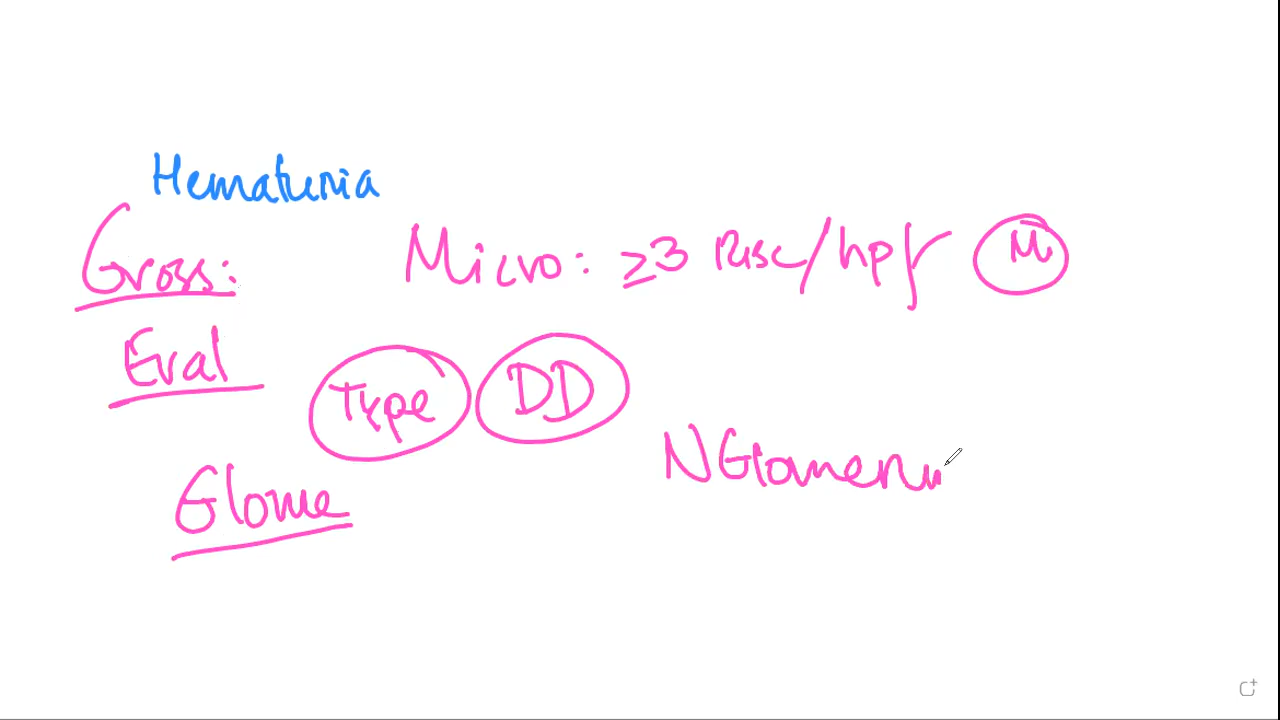 Hematuria
Gross: Micro: ≥3 RBC/hpf M
Eval
Type DD
Glome NGlomeru